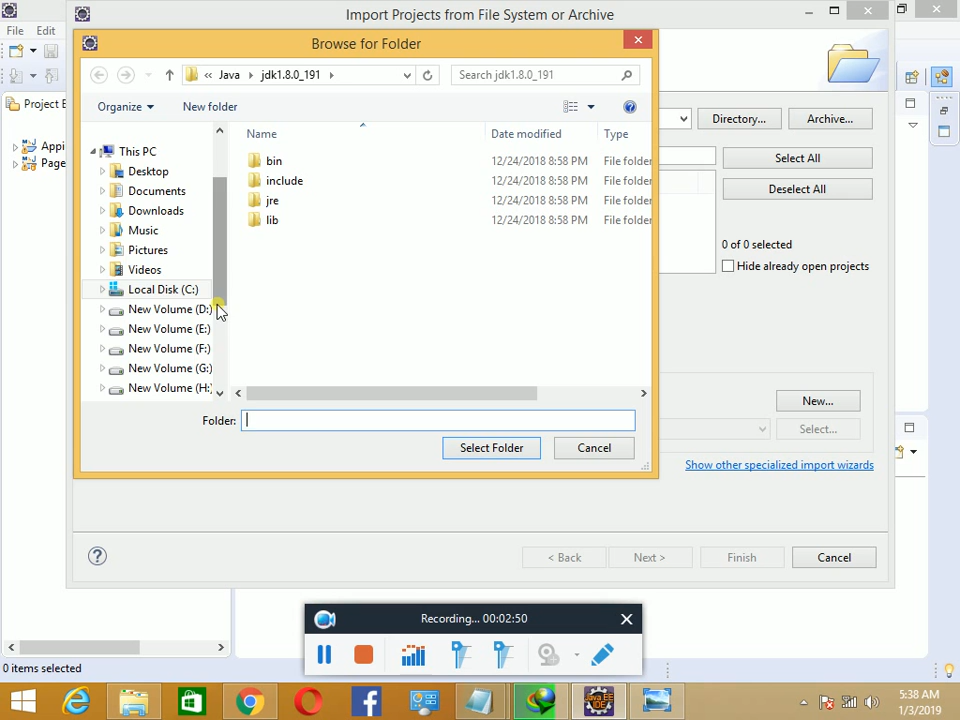 Import Projects from File System or Archive
File Edit
Browse for Folder
« Java jdk1.8.0_191
Search jdk1.8.0_191
Organize
New folder
Directory...
Archive...
Project E
Name
Date modified
Type
Select All
This PC
bin 12/24/2018 8:58 PM File folder
Desktop
include 12/24/2018 8:58 PM File folder
Deselect All
Documents
jre 12/24/2018 8:58 PM File folder
Downloads
lib 12/24/2018 8:58 PM File folder
Music
0 of 0 selected
Pictures
Hide already open projects
Videos
Local Disk (C:)
New Volume (D:)
New Volume (E:)
New Volume (F:)
New Volume (G:)
New Volume (H:)
New...
Folder:
Select...
Select Folder
Cancel
Show other specialized import wizards
< Back
Next >
Finish
Cancel
Recording... 00:02:50
0 items selected
5:38 AM
1/3/2019